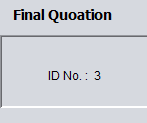 Final Quoation
ID No. : 3